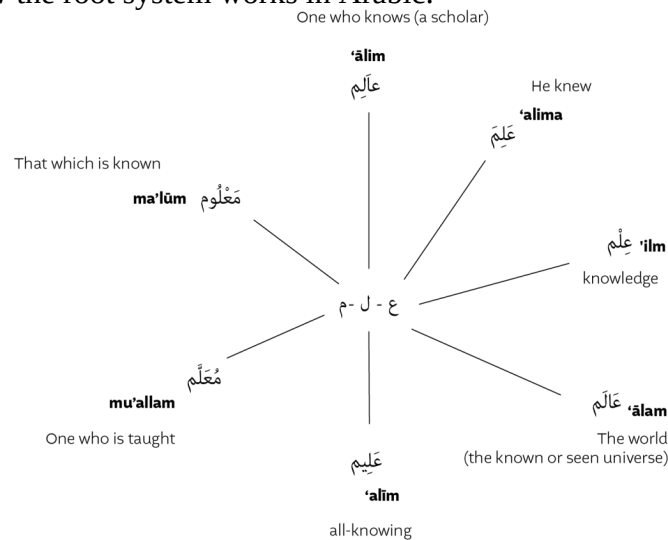 the root system works in Arabic.
One who knows (a scholar)
‘ālim
عاَلِم
He knew
‘alima
عَلِمَ
That which is known
ma’lūm مَعْلُوم
عِلْم ’ilm
knowledge
ع - ل - م
مُعَلَّم
mu’allam
One who is taught
عَالَم ‘ālam
The world
(the known or seen universe)
عَلِيم
‘alīm
all-knowing